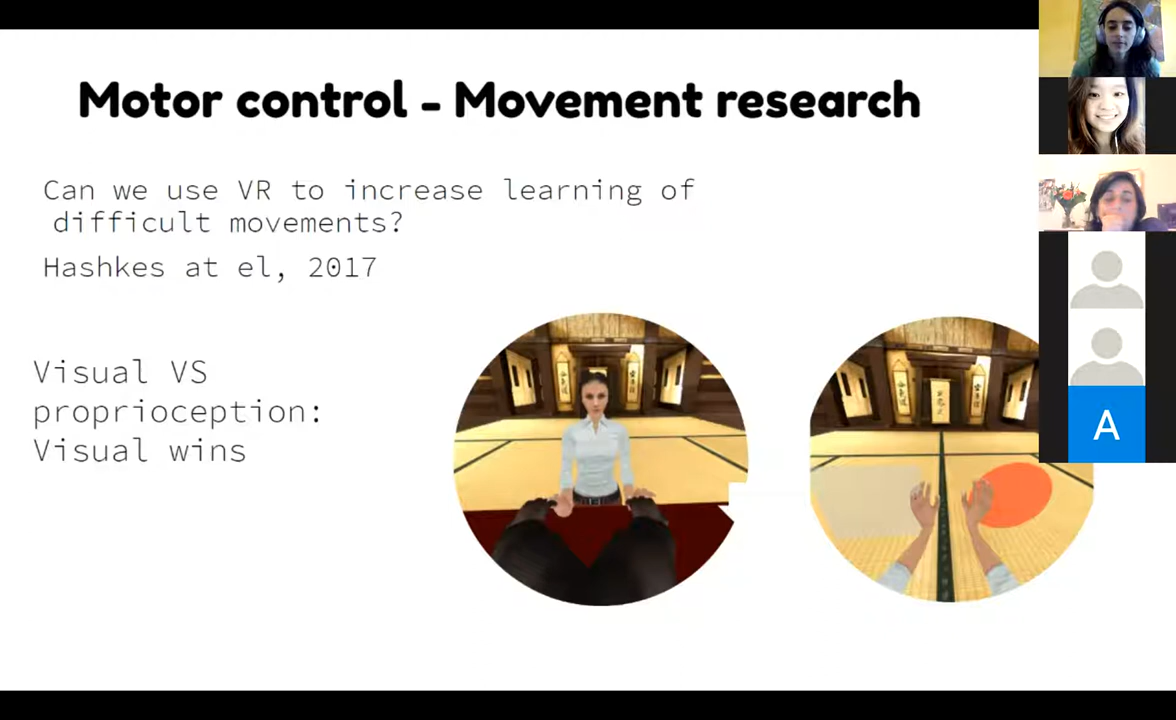 Motor control - Movement research
Can we use VR to increase learning of
difficult movements?
Hashkes at el, 2017
Visual VS
proprioception:
Visual wins
A